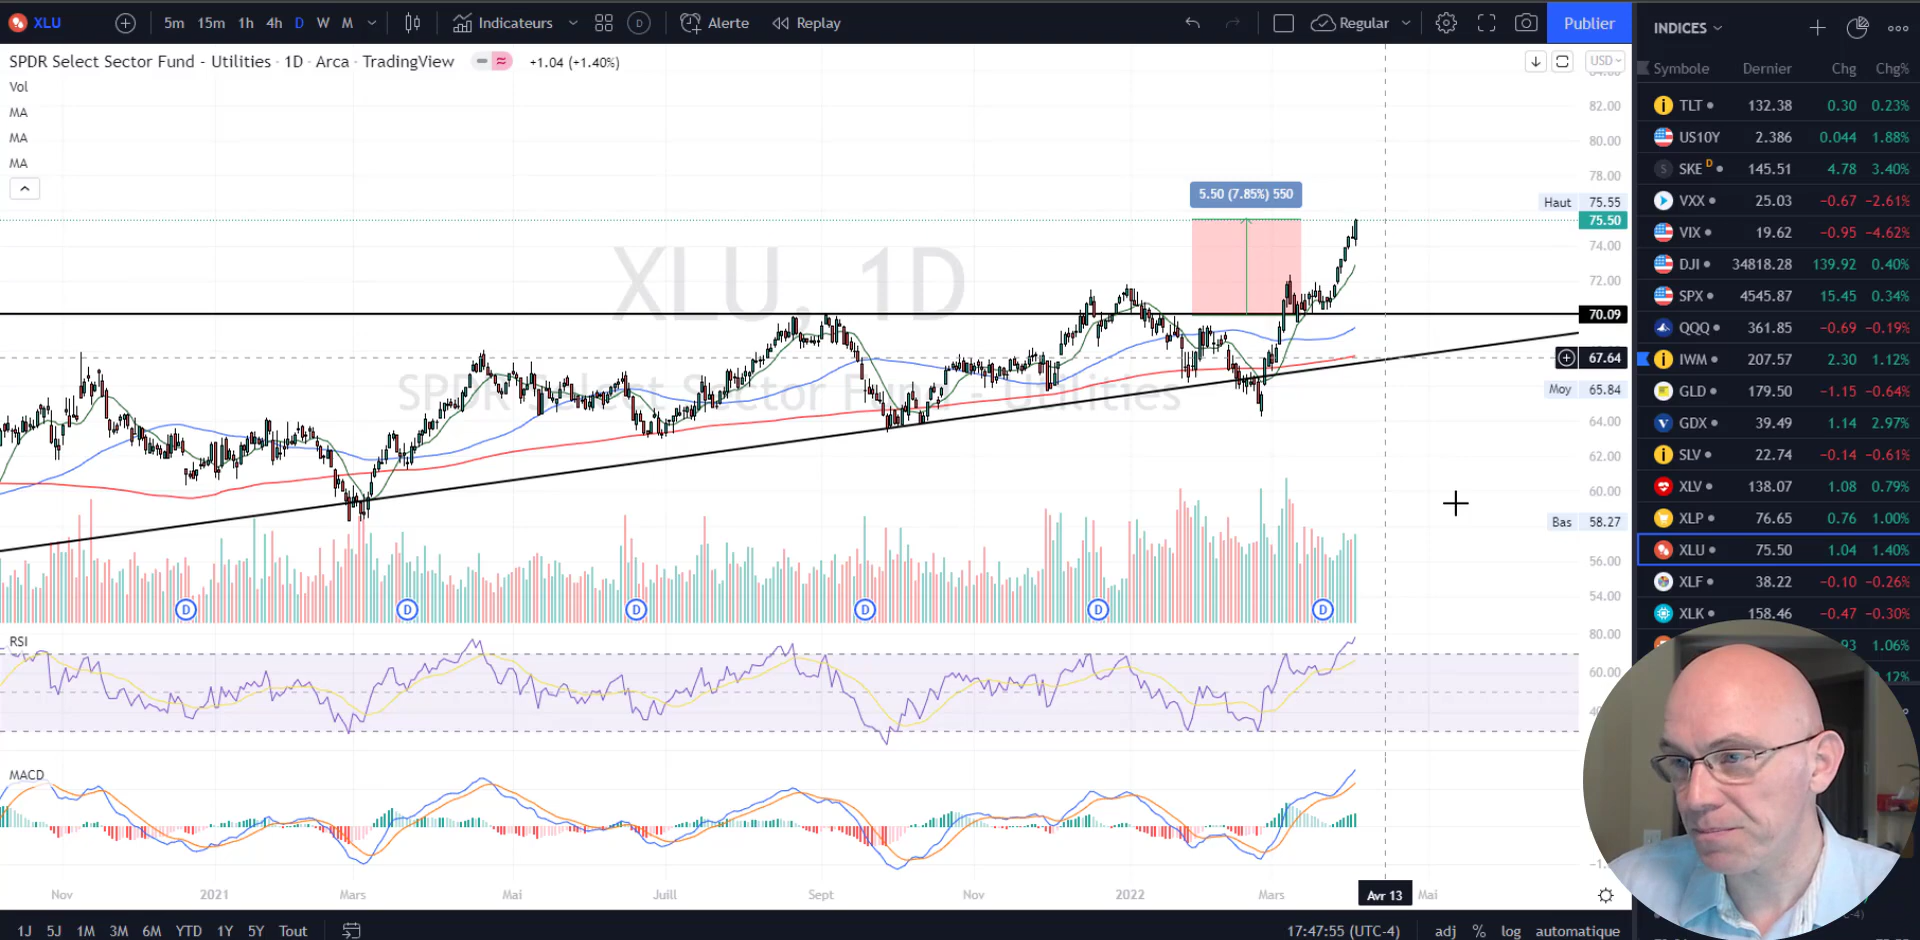 XLU 5m 15m 1h 4h D W M Indicateurs D Alerte Replay Regular Publier
SPDR Select Sector Fund - Utilities · 1D · Arca · TradingView +1.04 (+1.40%) USD
Vol
MA
MA
MA
XLU, 1D
SPDR Select Sector Fund - Utilities
5.50 (7.85%) 550
84.00
82.00
80.00
78.00
Haut 75.55
75.50
74.00
72.00
70.09
67.64
Moy 65.84
64.00
62.00
60.00
Bas 58.27
56.00
54.00
D D D D D D
RSI
80.00
60.00
MACD
Nov 2021 Mars Mai Juill Sept Nov 2022 Mars Avr 13 Mai
1J 5J 1M 3M 6M YTD 1Y 5Y Tout 17:47:55 (UTC-4) adj % log automatique
INDICES
Symbole Dernier Chg Chg%
TLT 132.38 0.30 0.23%
US10Y 2.386 0.044 1.88%
SKE D 145.51 4.78 3.40%
VXX 25.03 −0.67 −2.61%
VIX 19.62 −0.95 −4.62%
DJI 34818.28 139.92 0.40%
SPX 4545.87 15.45 0.34%
QQQ 361.85 −0.69 −0.19%
IWM 207.57 2.30 1.12%
GLD 179.50 −1.15 −0.64%
GDX 39.49 1.14 2.97%
SLV 22.74 −0.14 −0.61%
XLV 138.07 1.08 0.79%
XLP 76.65 0.76 1.00%
XLU 75.50 1.04 1.40%
XLF 38.22 −0.10 −0.26%
XLK 158.46 −0.47 −0.30%
1.06%